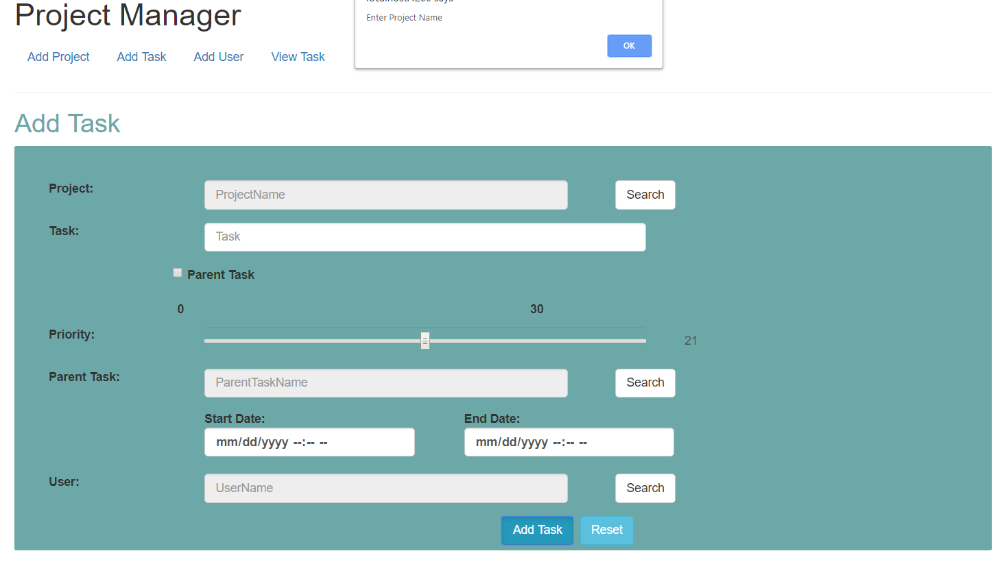 Project Manager
Enter Project Name
OK
Add Project Add Task Add User View Task
Add Task
Project: ProjectName Search
Task: Task
Parent Task
0 30
Priority: 21
Parent Task: ParentTaskName Search
Start Date: End Date:
mm/dd/yyyy --:-- -- mm/dd/yyyy --:-- --
User: UserName Search
Add Task Reset